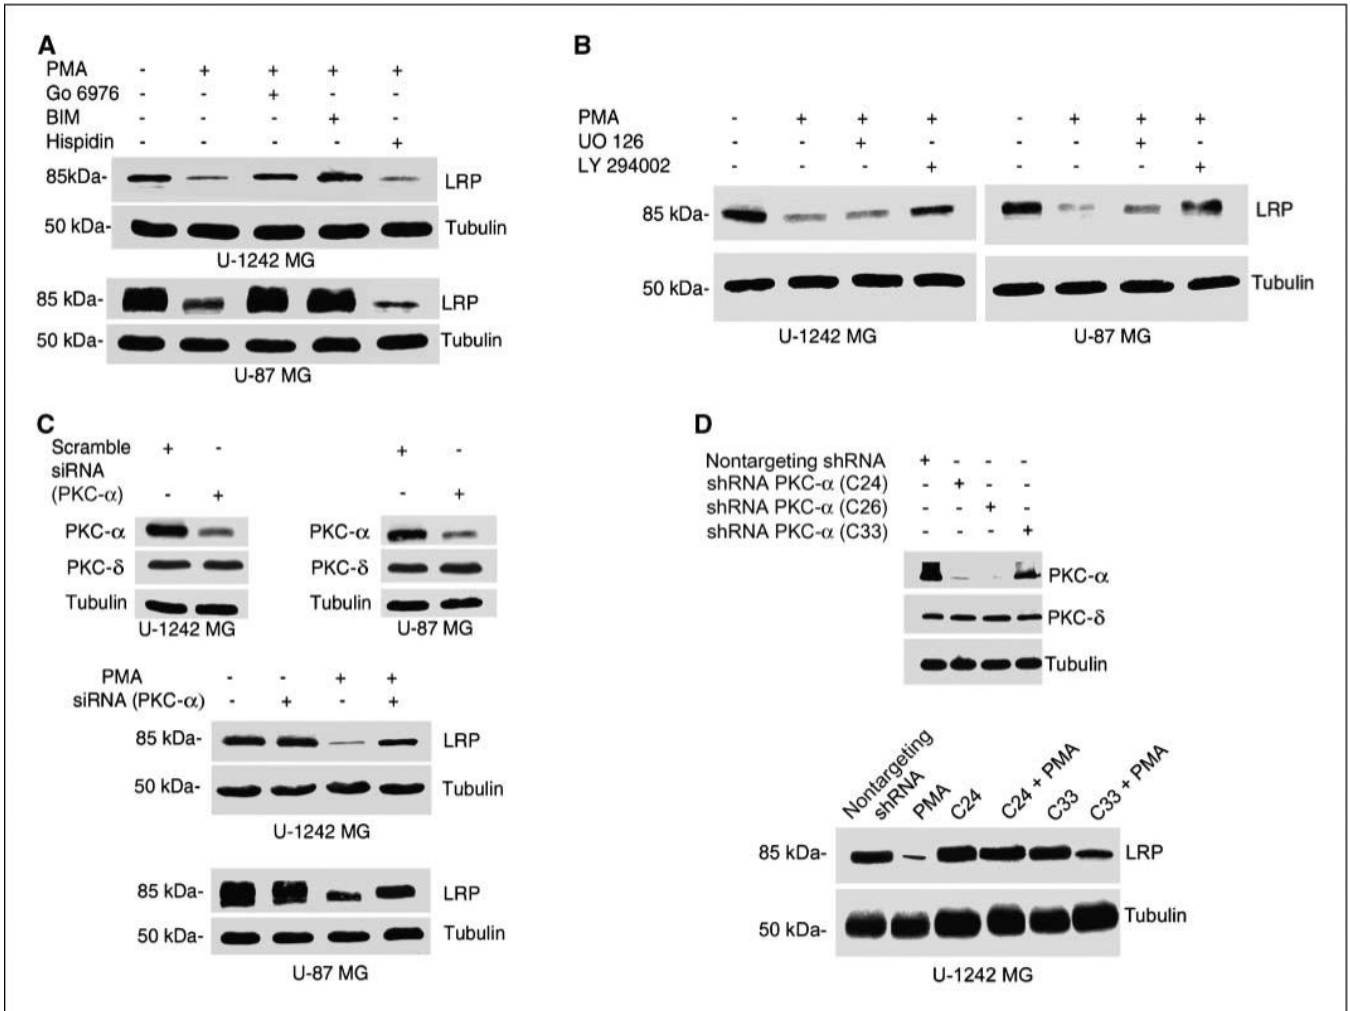 A
PMA - + + + +
Go 6976 - - + - -
BIM - - - + -
Hispidin - - - - +
85kDa- LRP
50 kDa- Tubulin
U-1242 MG
85 kDa- LRP
50 kDa- Tubulin
U-87 MG
B
PMA - + + + - + + +
UO 126 - - + - - - + -
LY 294002 - - - + - - - +
85 kDa- LRP
50 kDa- Tubulin
U-1242 MG U-87 MG
C
Scramble + - + -
siRNA
(PKC-α) - + - +
PKC-α PKC-α
PKC-δ PKC-δ
Tubulin Tubulin
U-1242 MG U-87 MG
PMA - - + +
siRNA (PKC-α) - + - +
85 kDa- LRP
50 kDa- Tubulin
U-1242 MG
85 kDa- LRP
50 kDa- Tubulin
U-87 MG
D
Nontargeting shRNA + - - -
shRNA PKC-α (C24) - + - -
shRNA PKC-α (C26) - - + -
shRNA PKC-α (C33) - - - +
PKC-α
PKC-δ
Tubulin
Nontargeting
shRNA
PMA
C24
C24 + PMA
C33
C33 + PMA
85 kDa- LRP
50 kDa- Tubulin
U-1242 MG